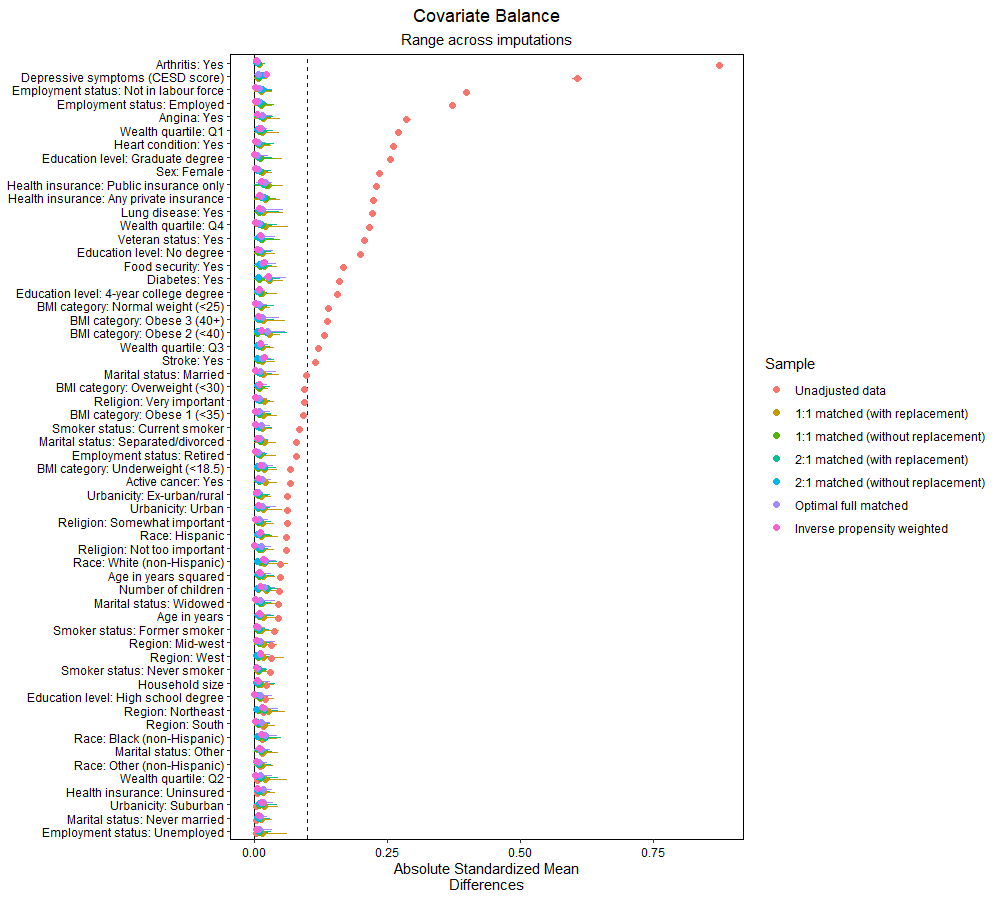 Covariate Balance
Range across imputations
Arthritis: Yes
Depressive symptoms (CESD score)
Employment status: Not in labour force
Employment status: Employed
Angina: Yes
Wealth quartile: Q1
Heart condition: Yes
Education level: Graduate degree
Sex: Female
Health insurance: Public insurance only
Health insurance: Any private insurance
Lung disease: Yes
Wealth quartile: Q4
Veteran status: Yes
Education level: No degree
Food security: Yes
Diabetes: Yes
Education level: 4-year college degree
BMI category: Normal weight (<25)
BMI category: Obese 3 (40+)
BMI category: Obese 2 (<40)
Wealth quartile: Q3
Stroke: Yes
Marital status: Married
BMI category: Overweight (<30)
Religion: Very important
BMI category: Obese 1 (<35)
Smoker status: Current smoker
Marital status: Separated/divorced
Employment status: Retired
BMI category: Underweight (<18.5)
Active cancer: Yes
Urbanicity: Ex-urban/rural
Urbanicity: Urban
Religion: Somewhat important
Race: Hispanic
Religion: Not too important
Race: White (non-Hispanic)
Age in years squared
Number of children
Marital status: Widowed
Age in years
Smoker status: Former smoker
Region: Mid-west
Region: West
Smoker status: Never smoker
Household size
Education level: High school degree
Region: Northeast
Region: South
Race: Black (non-Hispanic)
Marital status: Other
Race: Other (non-Hispanic)
Wealth quartile: Q2
Health insurance: Uninsured
Urbanicity: Suburban
Marital status: Never married
Employment status: Unemployed
0.00 0.25 0.50 0.75
Absolute Standardized Mean
Differences
Sample
Unadjusted data
1:1 matched (with replacement)
1:1 matched (without replacement)
2:1 matched (with replacement)
2:1 matched (without replacement)
Optimal full matched
Inverse propensity weighted